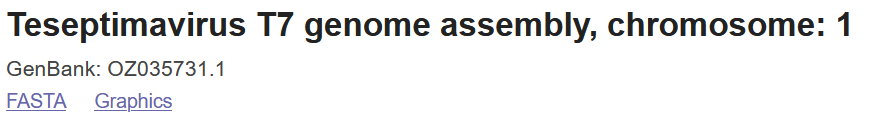 Teseptimavirus T7 genome assembly, chromosome: 1
GenBank: OZ035731.1
FASTA Graphics